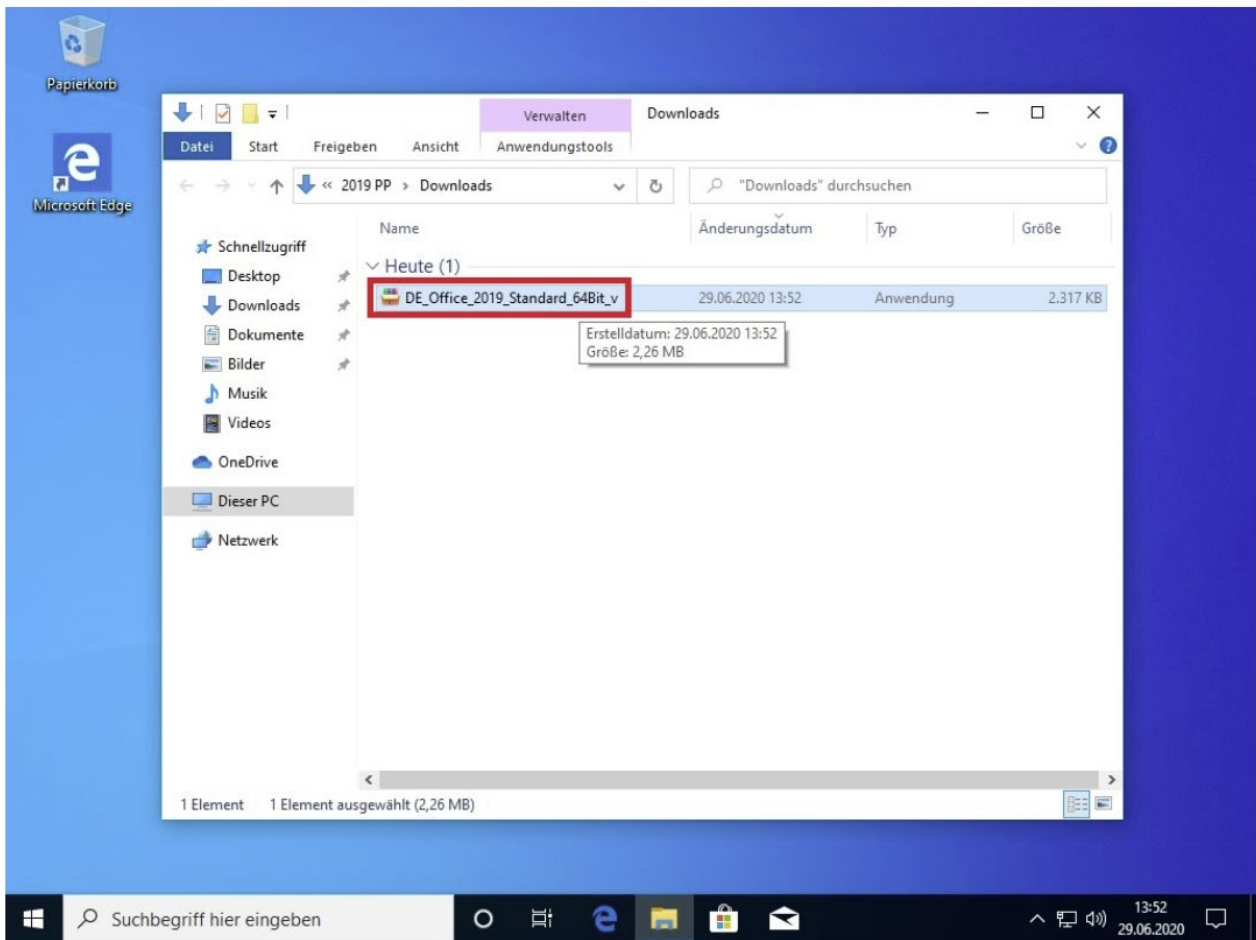 Papierkorb
Microsoft Edge
Verwalten
Downloads
Datei
Start
Freigeben
Ansicht
Anwendungstools
« 2019 PP › Downloads
"Downloads" durchsuchen
Name
Änderungsdatum
Typ
Größe
Schnellzugriff
Desktop
Downloads
Dokumente
Bilder
Musik
Videos
OneDrive
Dieser PC
Netzwerk
Heute (1)
DE_Office_2019_Standard_64Bit_v
29.06.2020 13:52
Anwendung
2.317 KB
Erstelldatum: 29.06.2020 13:52
Größe: 2,26 MB
1 Element
1 Element ausgewählt (2,26 MB)
Suchbegriff hier eingeben
13:52
29.06.2020